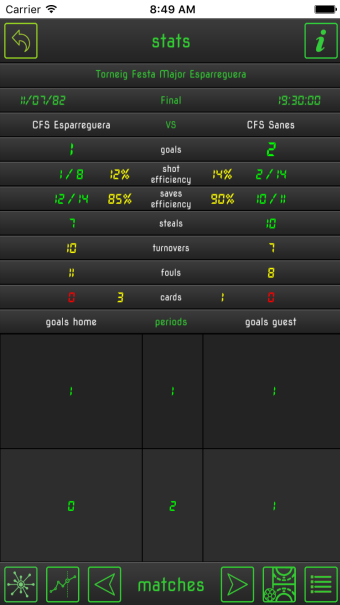 Carrier 8:49 AM
stats i
Torneig Festa Major Esparreguera
11/07/82 Final 19:30:00
CFS Esparreguera VS CFS Sanes
1 goals 2
1/8 12% shot efficiency 14% 2/14
12/14 85% saves efficiency 90% 10/11
7 steals 10
10 turnovers 7
11 fouls 8
0 3 cards 1 0
goals home periods goals guest
1 1 1
0 2 1
matches